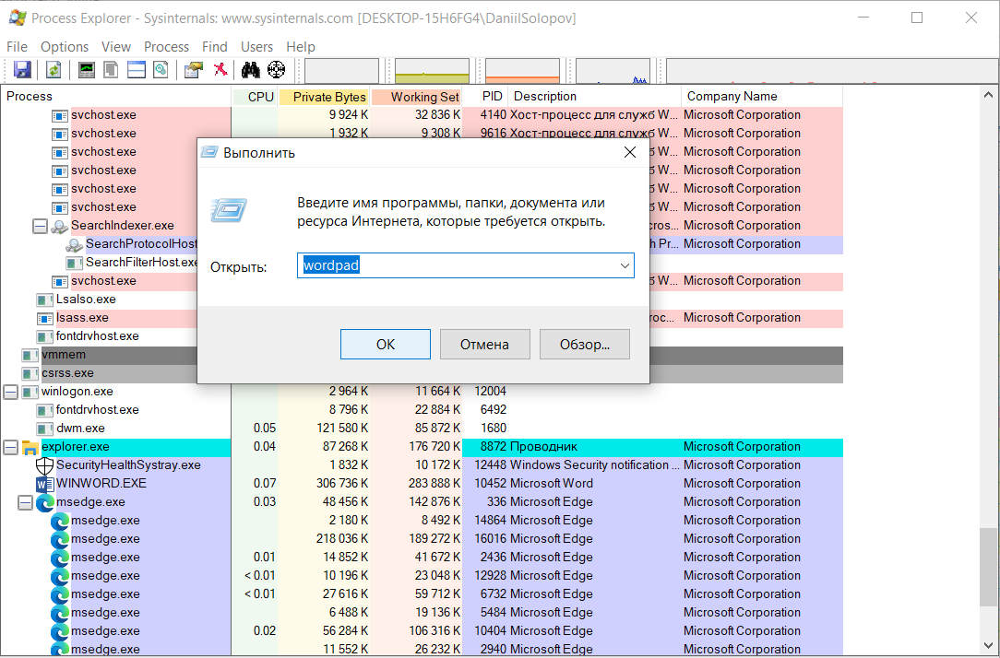 Process Explorer - Sysinternals: www.sysinternals.com [DESKTOP-15H6FG4\DaniilSolopov]
File Options View Process Find Users Help
Process CPU Private Bytes Working Set PID Description Company Name
svchost.exe 9 924 K 32 836 K 4140 Хост-процесс для служб W... Microsoft Corporation
svchost.exe 1 932 K 9 308 K 9616 Хост-процесс для служб W... Microsoft Corporation
svchost.exe б W... Microsoft Corporation
svchost.exe б W... Microsoft Corporation
svchost.exe б W... Microsoft Corporation
svchost.exe б W... Microsoft Corporation
SearchIndexer.exe cros... Microsoft Corporation
SearchProtocolHost h Pr... Microsoft Corporation
SearchFilterHost.exe
svchost.exe б W... Microsoft Corporation
Lsalso.exe
lsass.exe roc... Microsoft Corporation
fontdrvhost.exe
vmmem
csrss.exe
winlogon.exe 2 964 K 11 664 K 12004
fontdrvhost.exe 8 796 K 22 884 K 6492
dwm.exe 0.05 121 580 K 85 872 K 1680
explorer.exe 0.04 87 268 K 176 720 K 8872 Проводник Microsoft Corporation
SecurityHealthSystray.exe 1 832 K 10 172 K 12448 Windows Security notification ... Microsoft Corporation
WINWORD.EXE 0.07 306 736 K 283 888 K 10452 Microsoft Word Microsoft Corporation
msedge.exe 0.03 48 456 K 142 876 K 336 Microsoft Edge Microsoft Corporation
msedge.exe 2 180 K 8 492 K 14864 Microsoft Edge Microsoft Corporation
msedge.exe 218 036 K 189 272 K 16016 Microsoft Edge Microsoft Corporation
msedge.exe 0.01 14 852 K 41 672 K 2436 Microsoft Edge Microsoft Corporation
msedge.exe < 0.01 10 196 K 23 048 K 12928 Microsoft Edge Microsoft Corporation
msedge.exe < 0.01 27 616 K 59 712 K 6732 Microsoft Edge Microsoft Corporation
msedge.exe 6 488 K 19 136 K 5484 Microsoft Edge Microsoft Corporation
msedge.exe 0.02 56 284 K 106 316 K 10404 Microsoft Edge Microsoft Corporation
msedge.exe 11 552 K 26 232 K 2940 Microsoft Edge Microsoft Corporation
Выполнить
Введите имя программы, папки, документа или
ресурса Интернета, которые требуется открыть.
Открыть: wordpad
ОК Отмена Обзор...